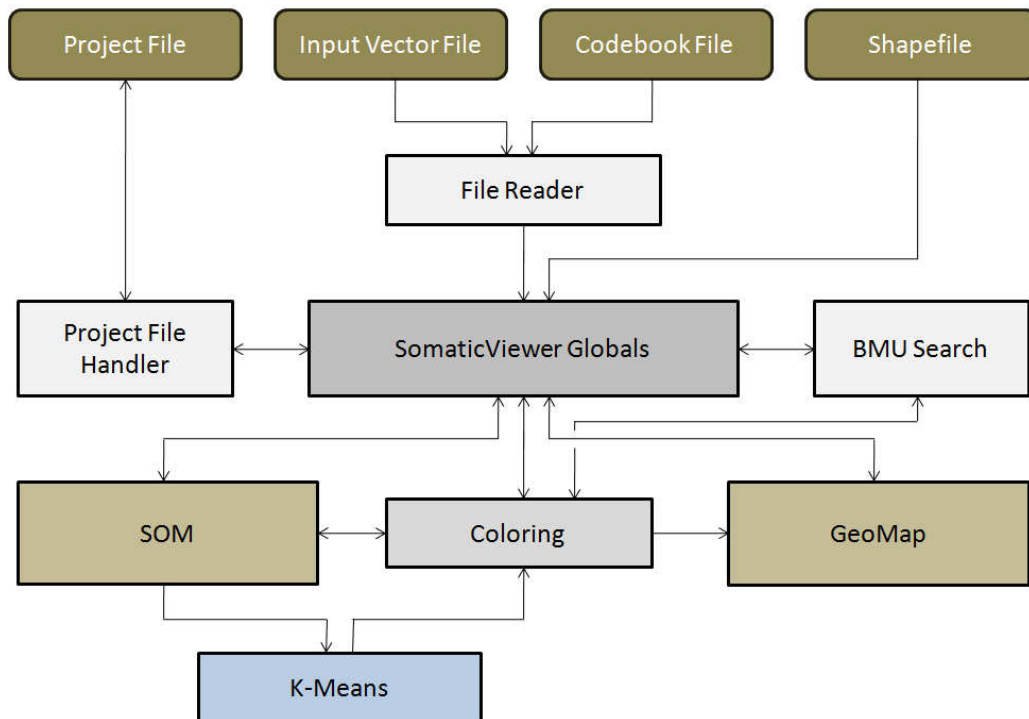 Project File
Input Vector File
Codebook File
Shapefile
File Reader
Project File
Handler
SomaticViewer Globals
BMU Search
SOM
Coloring
GeoMap
K-Means